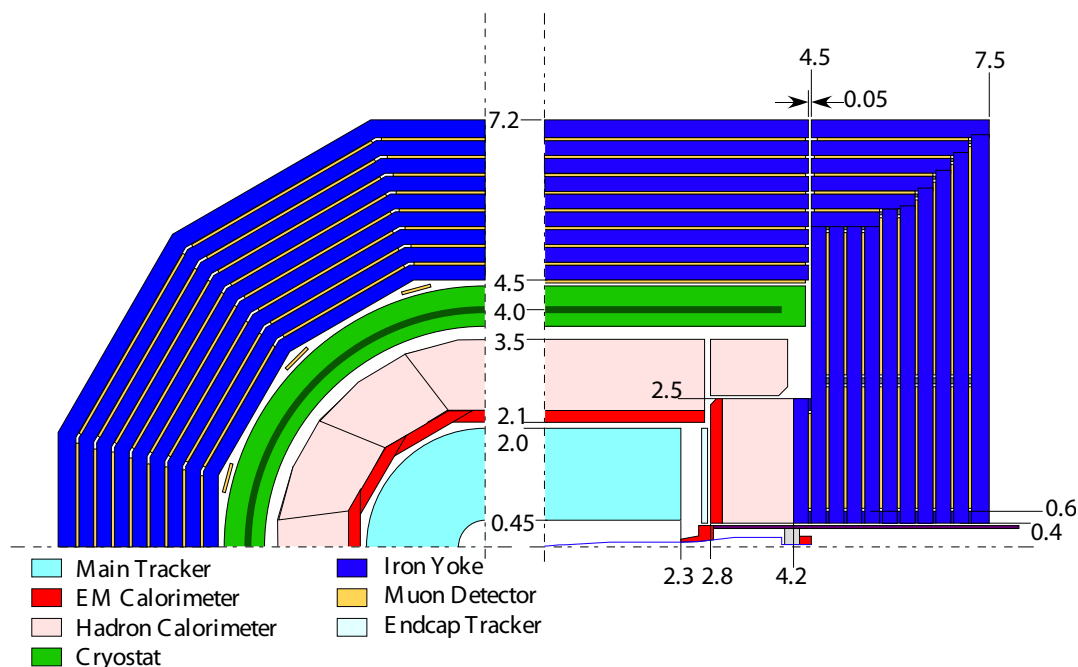 4.5
7.5
0.05
7.2
4.5
4.0
3.5
2.5
2.1
2.0
0.45
0.6
0.4
2.3
2.8
4.2
Main Tracker
EM Calorimeter
Hadron Calorimeter
Cryostat
Iron Yoke
Muon Detector
Endcap Tracker